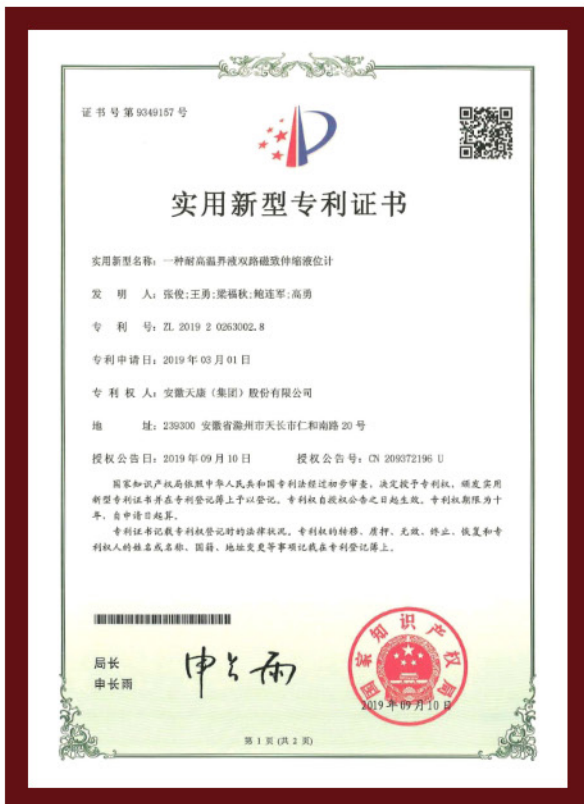 证书号第9349157号
实用新型专利证书
实用新型名称：一种耐高温界液双路磁致伸缩液位计
发 明 人：张俊;王勇;梁福秋;鲍连军;高勇
专 利 号：ZL 2019 2 0263002.8
专利申请日：2019年03月01日
专 利 权 人：安徽天康（集团）股份有限公司
地 址：239300 安徽省滁州市天长市仁和南路20号
授权公告日：2019年09月10日 授权公告号：CN 209372196 U
国家知识产权局依照中华人民共和国专利法经过初步审查，决定授予专利权，颁发实用
新型专利证书并在专利登记簿上予以登记。专利权自授权公告之日起生效。专利权期限为十
年，自申请日起算。
专利证书记载专利权登记时的法律状况。专利权的转移、质押、无效、终止、恢复和专
利权人的姓名或名称、国籍、地址变更等事项记载在专利登记簿上。
局长
申长雨
申长雨
国家知识产权局
2019年09月10日
第 1 页 (共 2 页)